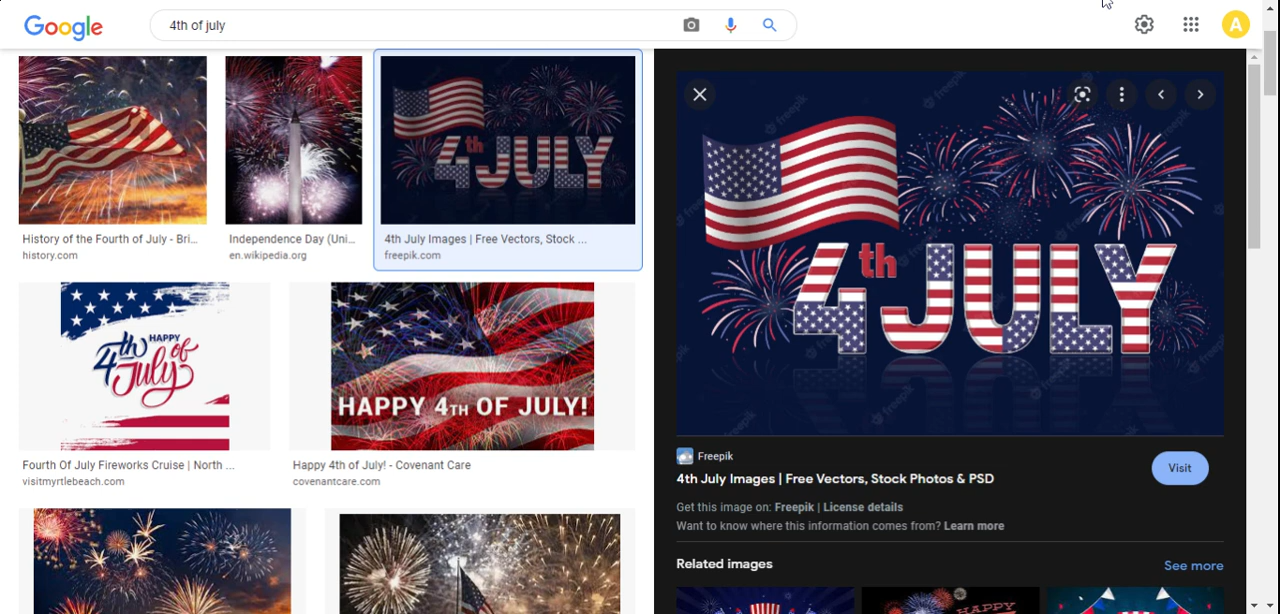 Google
4th of july
A
4th JULY
History of the Fourth of July - Bri...
history.com
Independence Day (Uni...
en.wikipedia.org
4th July Images | Free Vectors, Stock ...
freepik.com
HAPPY
4th of
July
Fourth Of July Fireworks Cruise | North ...
visitmyrtlebeach.com
HAPPY 4TH OF JULY!
Happy 4th of July! - Covenant Care
covenantcare.com
freepik
4th
JULY
Freepik
4th July Images | Free Vectors, Stock Photos & PSD
Visit
Get this image on: Freepik | License details
Want to know where this information comes from? Learn more
Related images
See more
HAPPY